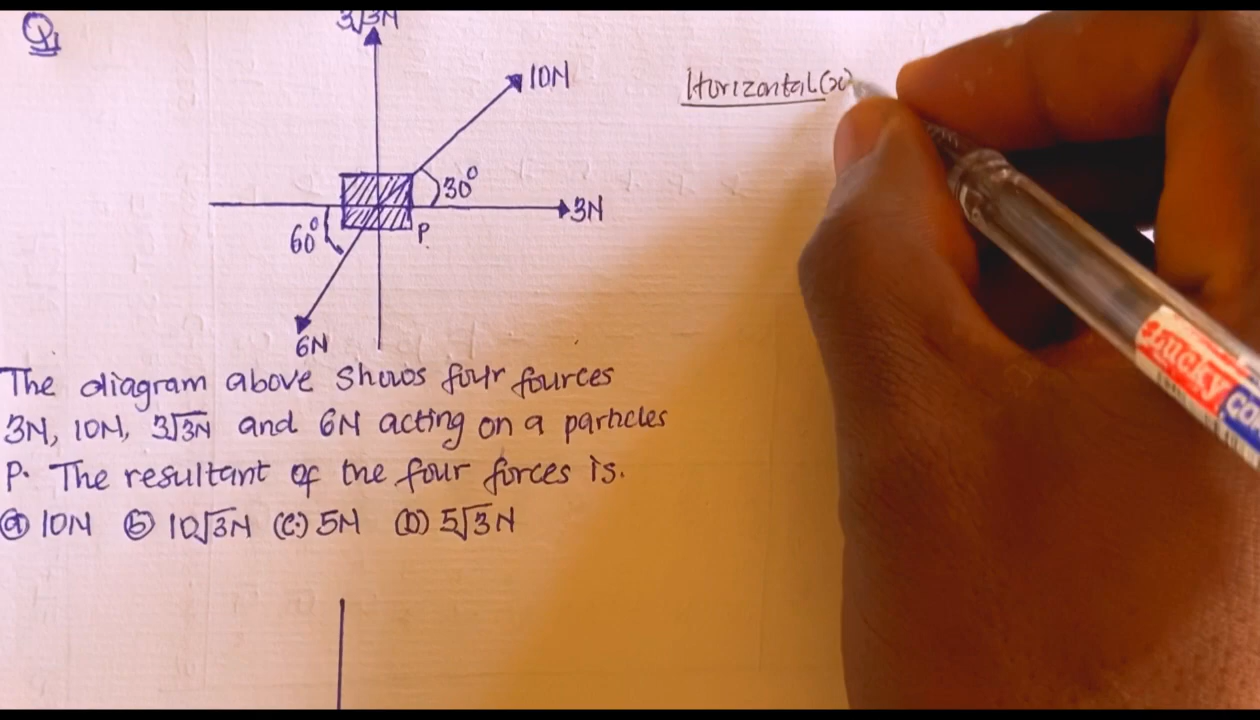 Q1
3√3N
10N
Horizontal(x)
30°
3N
60°
P
6N
The diagram above Shows four fources
3N, 10N, 3√3N and 6N acting on a particles
P. The resultant of the four forces is.
(a) 10N (b) 10√3N (C.) 5N (D) 5√3N
LUCKY